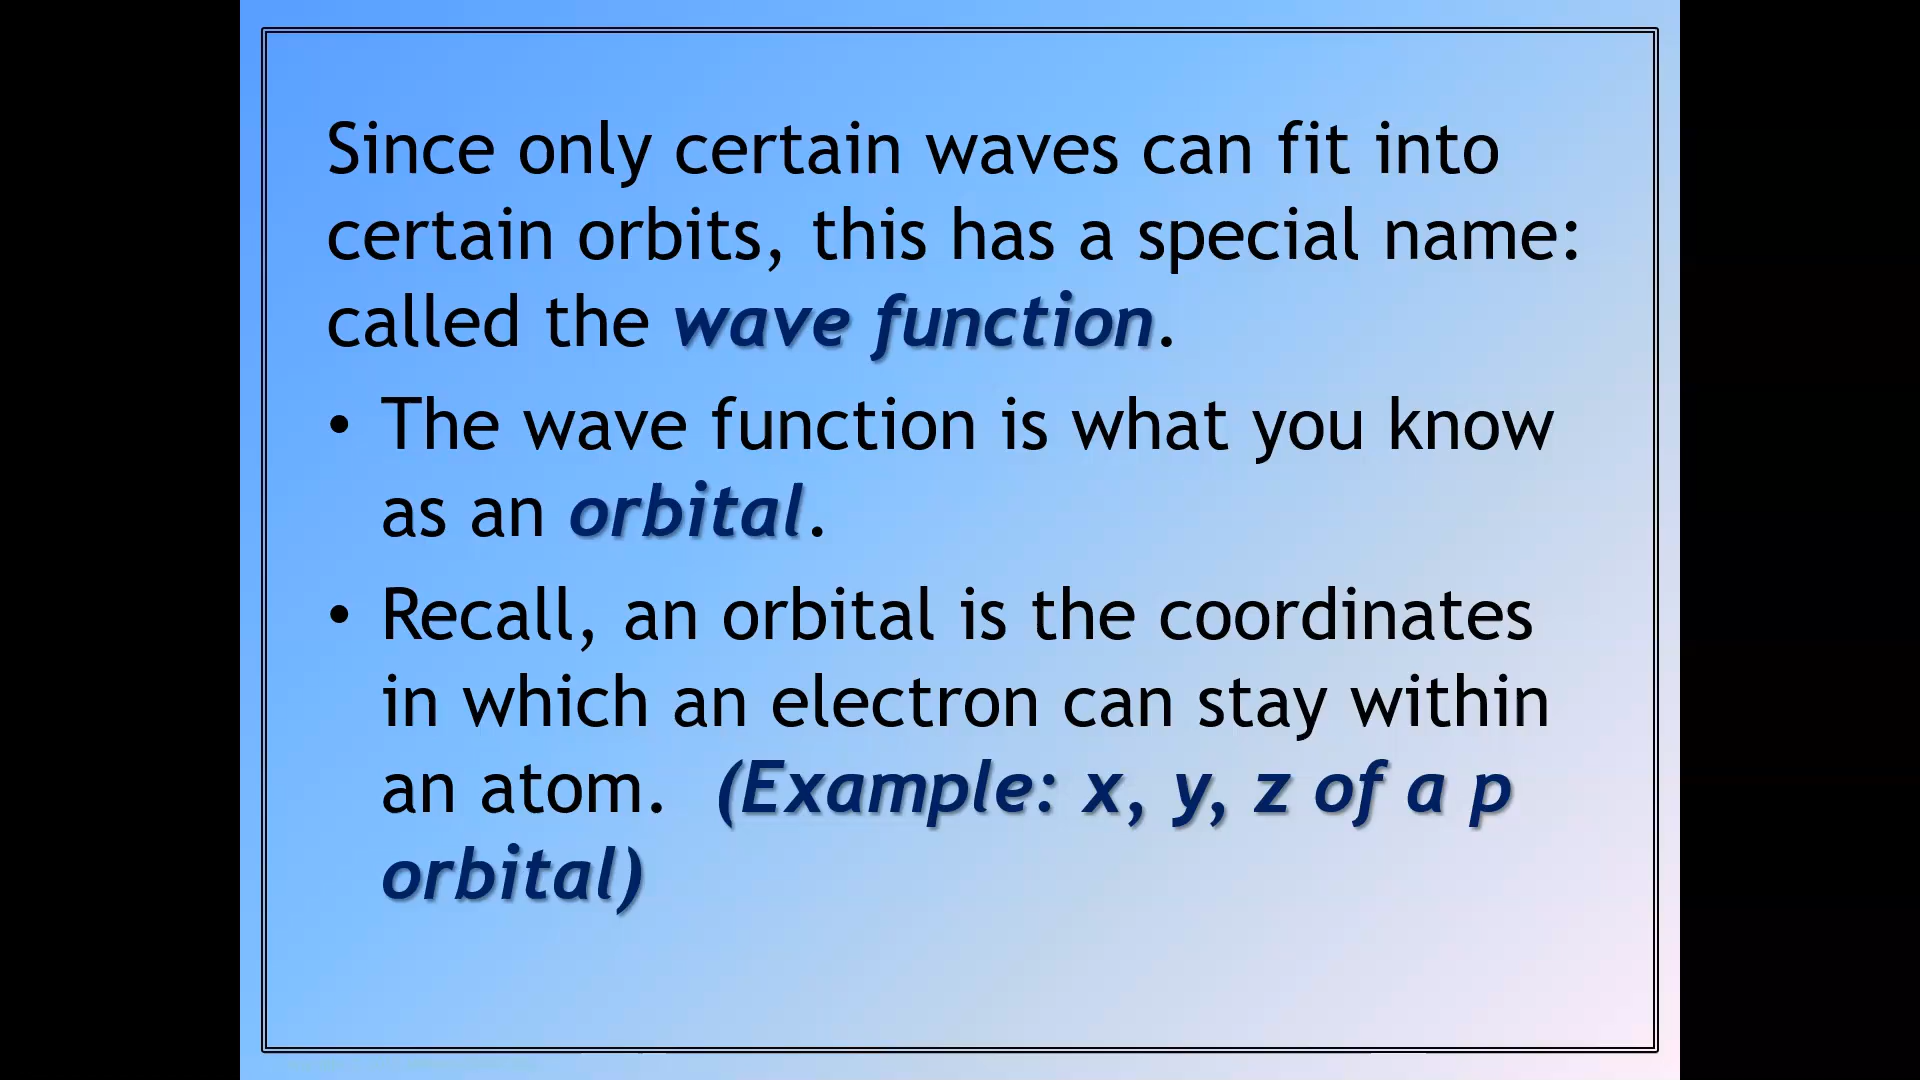 Since only certain waves can fit into
certain orbits, this has a special name:
called the wave function.
• The wave function is what you know
as an orbital.
• Recall, an orbital is the coordinates
in which an electron can stay within
an atom. (Example: x, y, z of a p
orbital)